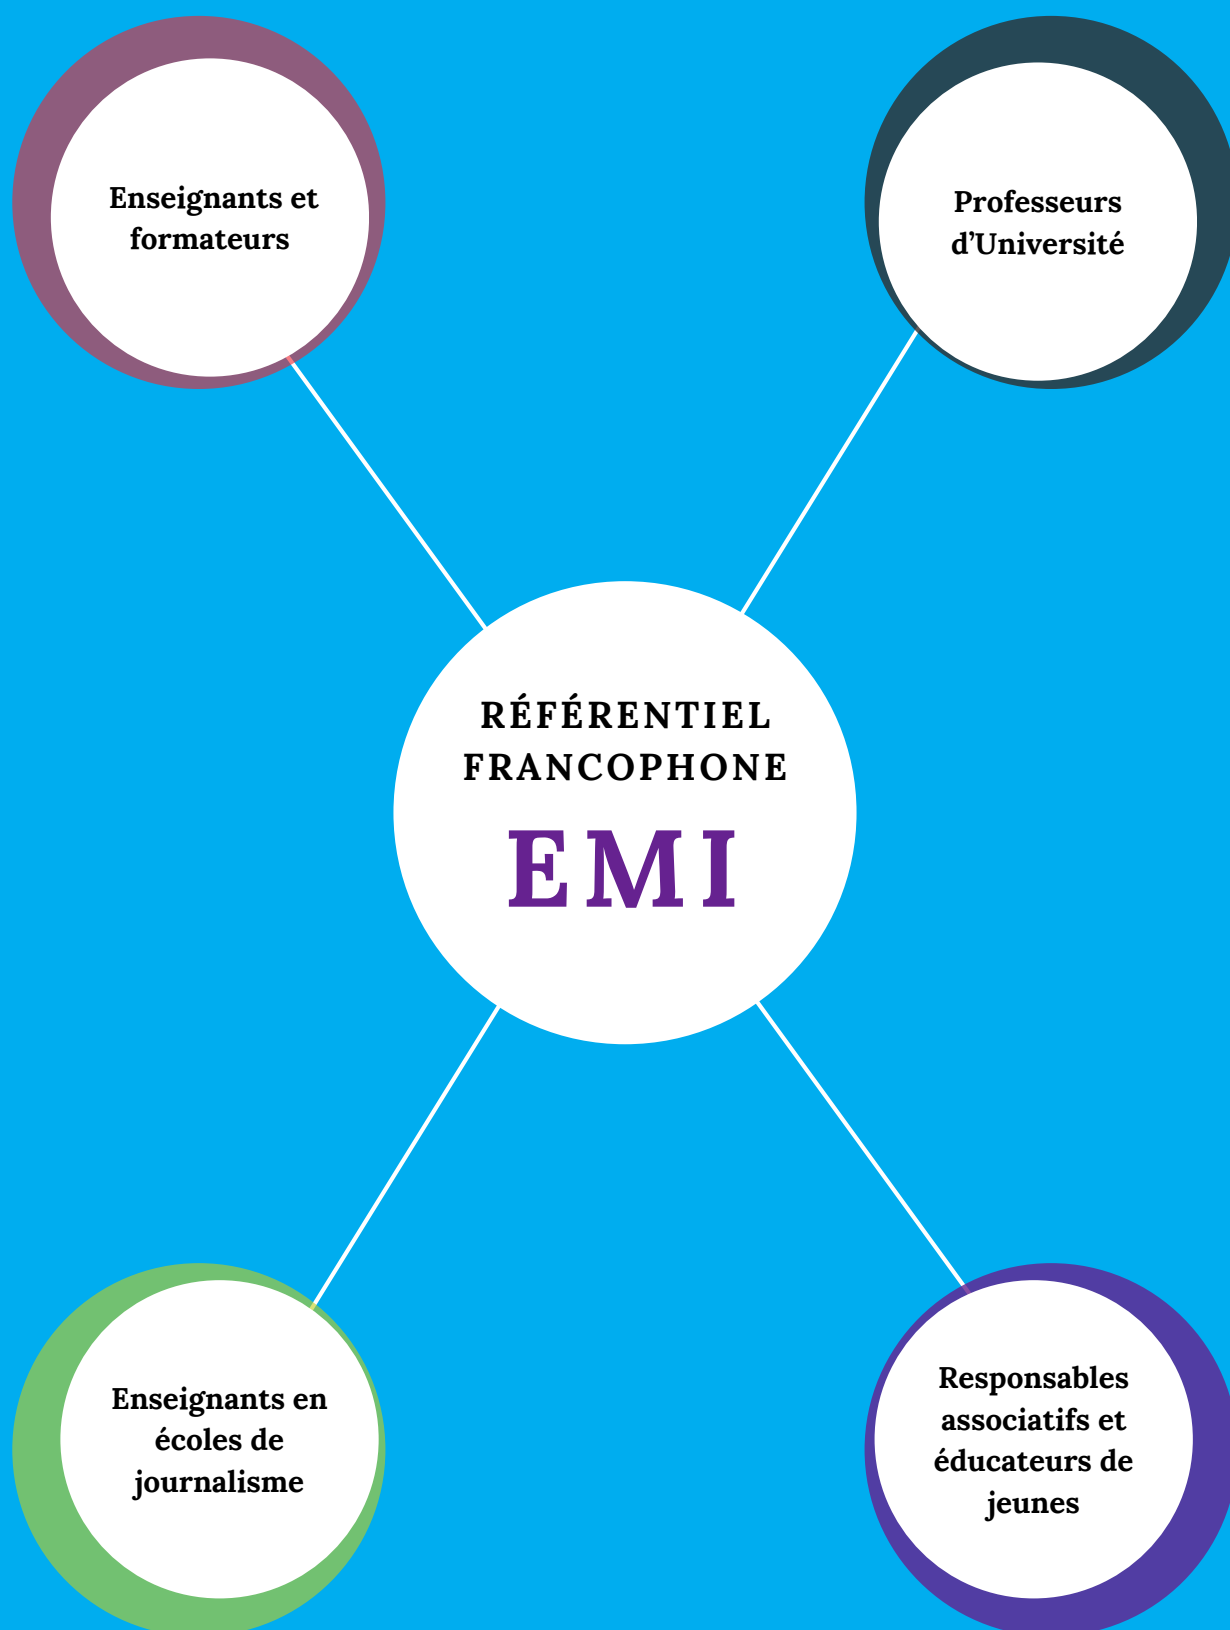 Enseignants et
formateurs
Professeurs
d’Université
RÉFÉRENTIEL
FRANCOPHONE
EMI
Enseignants en
écoles de
journalisme
Responsables
associatifs et
éducateurs de
jeunes